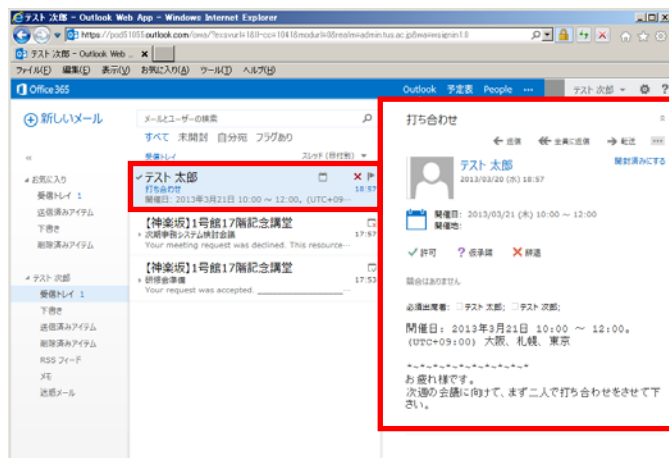 テスト 次郎 - Outlook Web App - Windows Internet Explorer
テスト 次郎 - Outlook Web ...
ファイル(F) 編集(E) 表示(V) お気に入り(A) ツール(T) ヘルプ(H)
Office 365
Outlook 予定表 People ··· テスト 次郎 ?
新しいメール
«
お気に入り
受信トレイ 1
送信済みアイテム
下書き
削除済みアイテム
テスト 次郎
受信トレイ 1
下書き
送信済みアイテム
削除済みアイテム
RSS フィード
メモ
迷惑メール
メールとユーザーの検索
すべて 未開封 自分宛 フラグあり
受信トレイ スレッド (日付別)
テスト 太郎
打ち合わせ 18:57
開催日: 2013年3月21日 10:00 ～ 12:00。(UTC+09···
【神楽坂】1号館17階記念講堂
次期事務システム検討会議 17:57
Your meeting request was declined. This resource···
【神楽坂】1号館17階記念講堂
研修会準備 17:53
Your request was accepted.
打ち合わせ
返信 全員に返信 転送 ···
テスト 太郎 開封済みにする
2013/03/20 (水) 18:57
開催日: 2013/03/21 (木) 10:00 ～ 12:00
開催地:
許可 ? 仮承諾 辞退
競合はありません
必須出席者: テスト 太郎; テスト 次郎;
開催日: 2013年3月21日 10:00 ～ 12:00。
(UTC+09:00) 大阪、札幌、東京
*~*~*~*~*~*~*~*~*~*
お疲れ様です。
次週の会議に向けて、まず二人で打ち合わせをさせて下
さい。